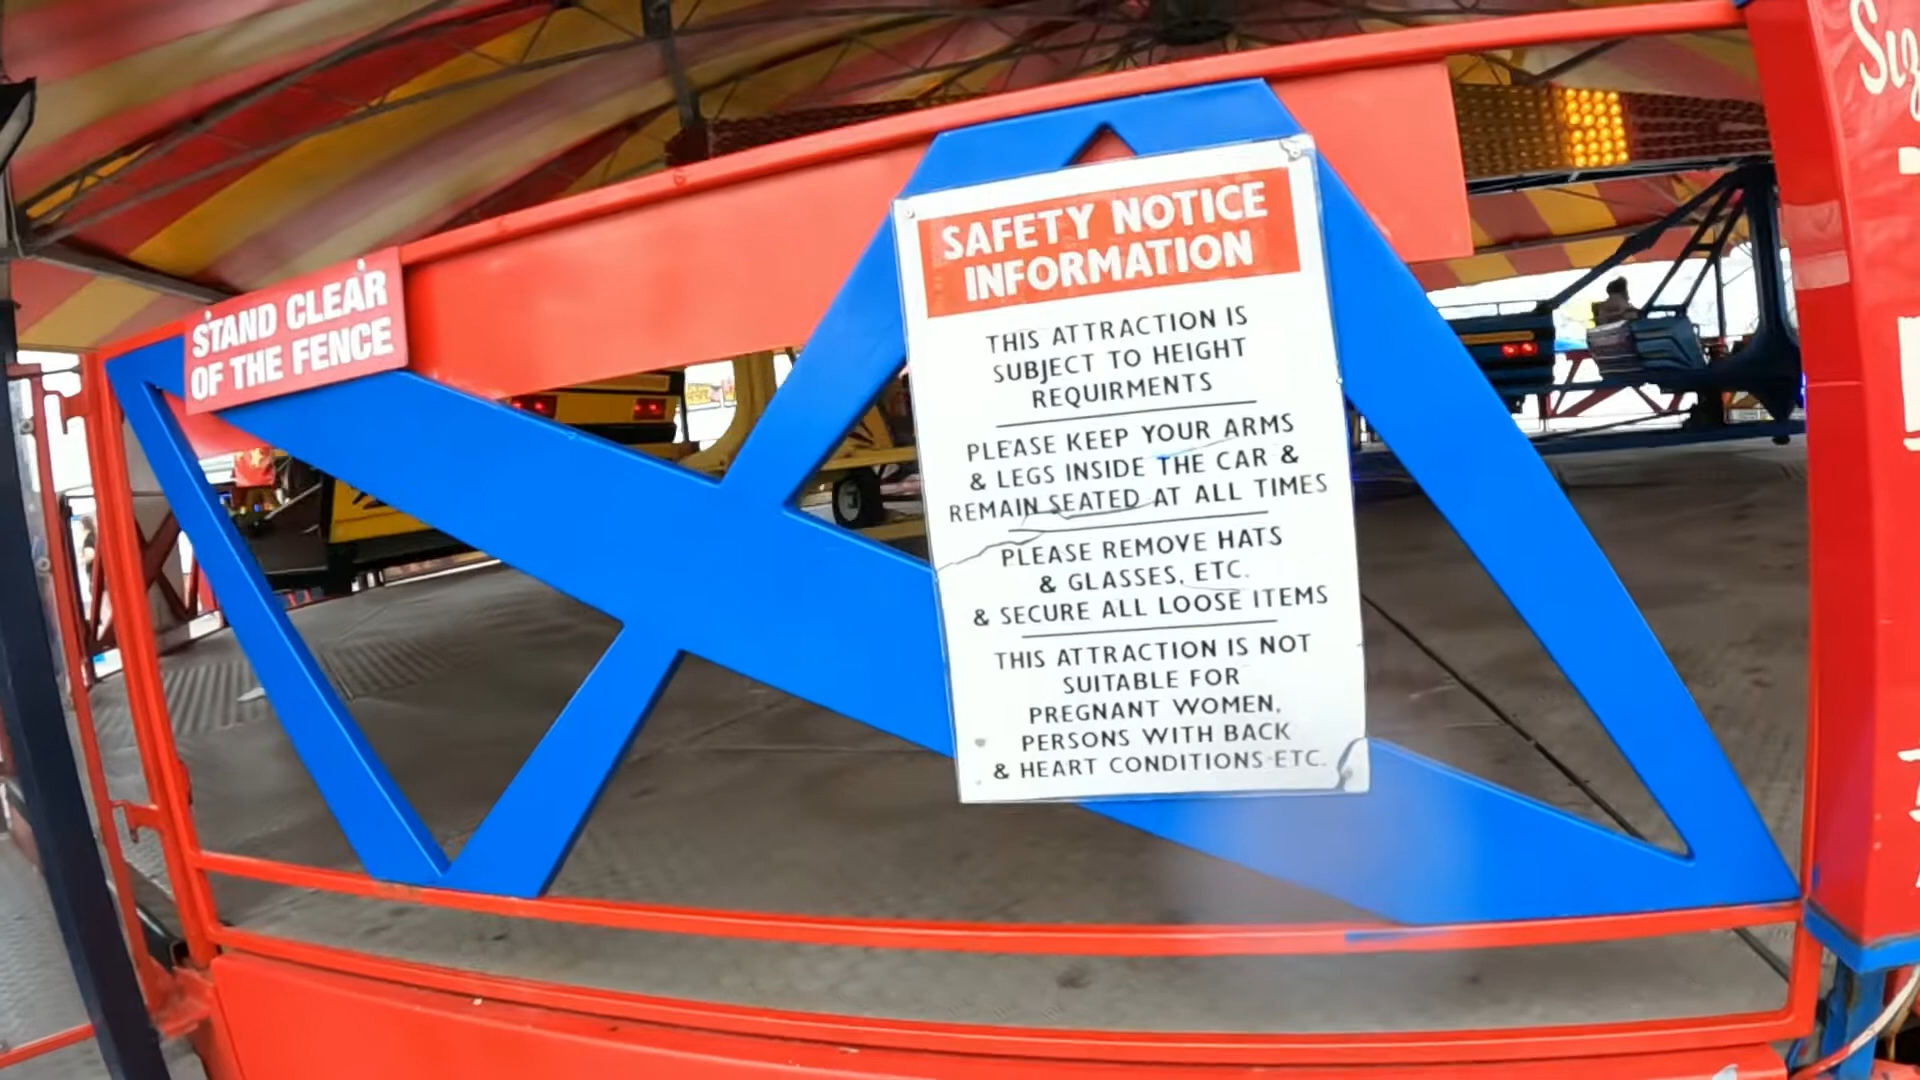 STAND CLEAR
OF THE FENCE
SAFETY NOTICE
INFORMATION
THIS ATTRACTION IS
SUBJECT TO HEIGHT
REQUIRMENTS
PLEASE KEEP YOUR ARMS
& LEGS INSIDE THE CAR &
REMAIN SEATED AT ALL TIMES
PLEASE REMOVE HATS
& GLASSES, ETC.
& SECURE ALL LOOSE ITEMS
THIS ATTRACTION IS NOT
SUITABLE FOR
PREGNANT WOMEN,
PERSONS WITH BACK
& HEART CONDITIONS ETC.